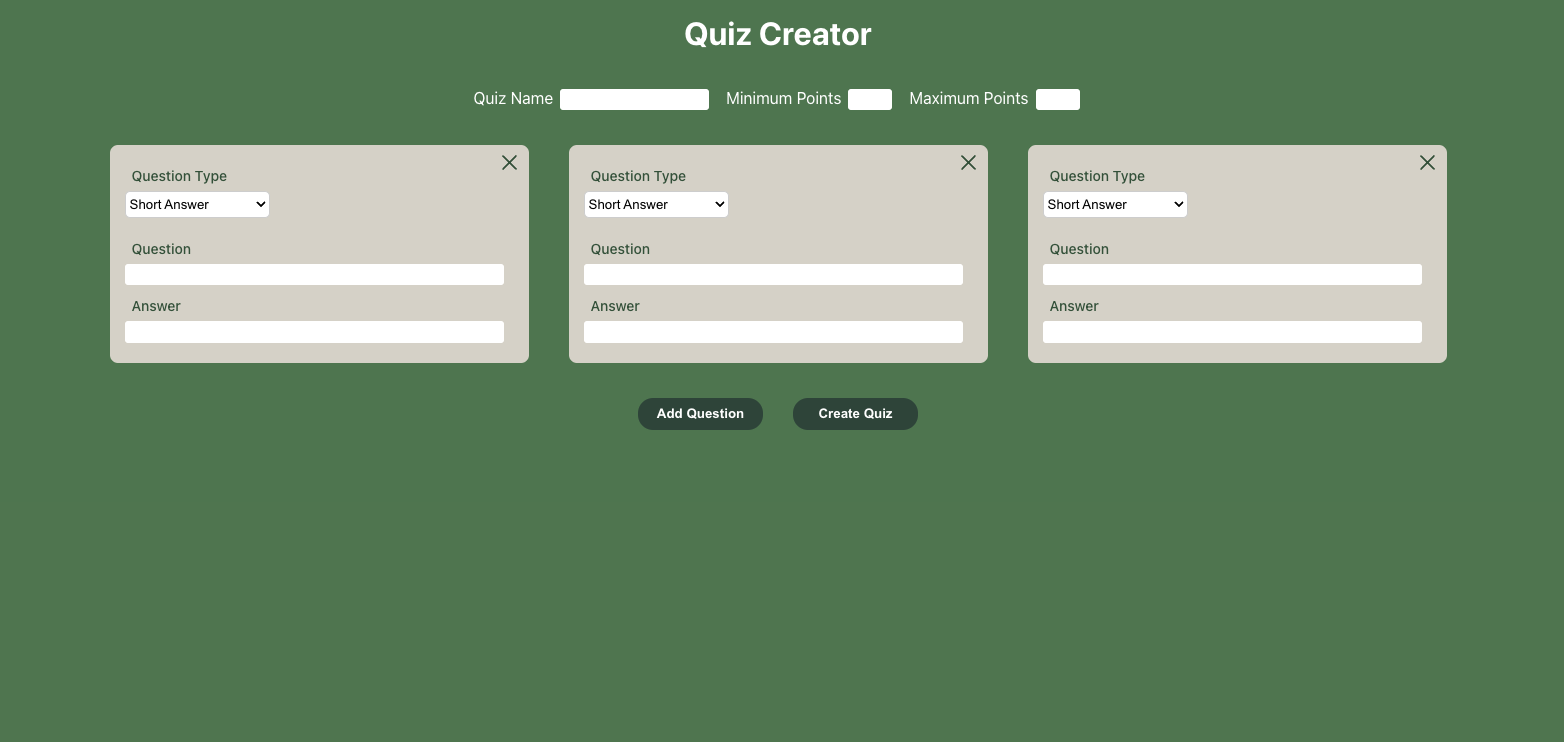 Quiz Creator
Quiz Name Minimum Points Maximum Points
Question Type
Short Answer
Question
Answer
Question Type
Short Answer
Question
Answer
Question Type
Short Answer
Question
Answer
Add Question Create Quiz